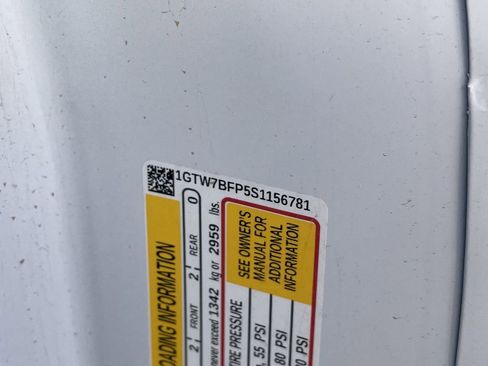 1GTW7BFP5S1156781
LOADING INFORMATION
2 FRONT 2 REAR 0
never exceed 1342 kg or 2959 lbs.
SEE OWNER'S
MANUAL FOR
ADDITIONAL
INFORMATION
TIRE PRESSURE
55 PSI
80 PSI
PSI